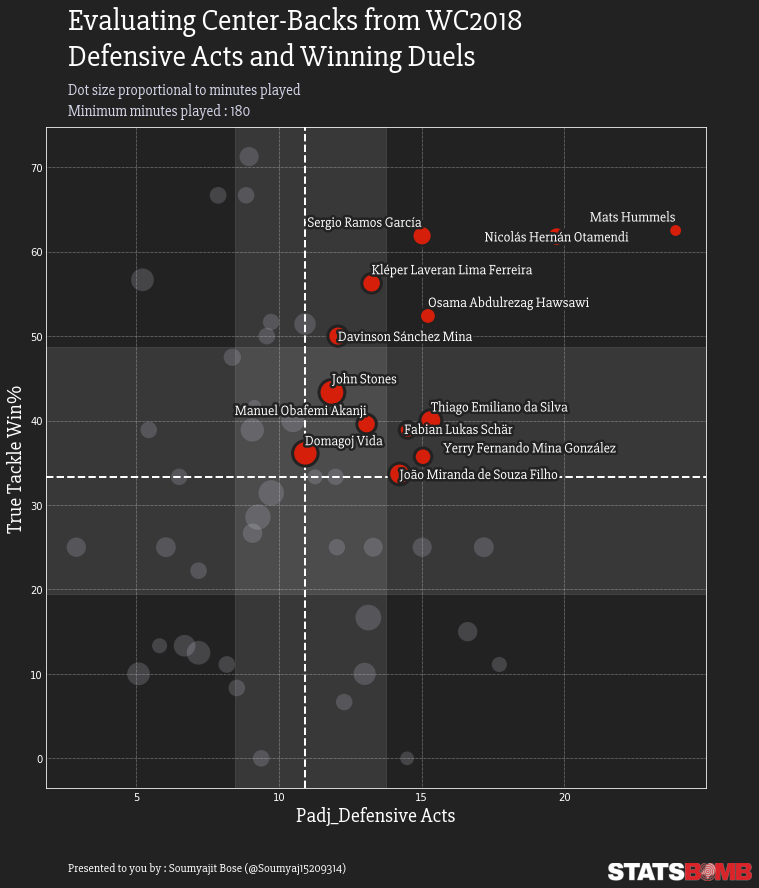 Evaluating Center-Backs from WC2018
Defensive Acts and Winning Duels
Dot size proportional to minutes played
Minimum minutes played : 180
70
60
50
40
30
20
10
0
True Tackle Win%
Sergio Ramos García
Mats Hummels
Nicolás Hernán Otamendi
Kléper Laveran Lima Ferreira
Osama Abdulrezag Hawsawi
Davinson Sánchez Mina
John Stones
Manuel Obafemi Akanji
Thiago Emiliano da Silva
Fabian Lukas Schär
Domagoj Vida
Yerry Fernando Mina González
João Miranda de Souza Filho
5
10
15
20
Padj_Defensive Acts
Presented to you by : Soumyajit Bose (@Soumyaj15209314)
STATSBOMB